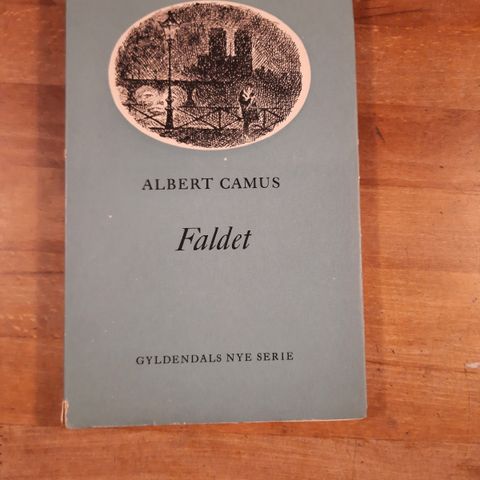 ALBERT CAMUS
Faldet
GYLDENDALS NYE SERIE